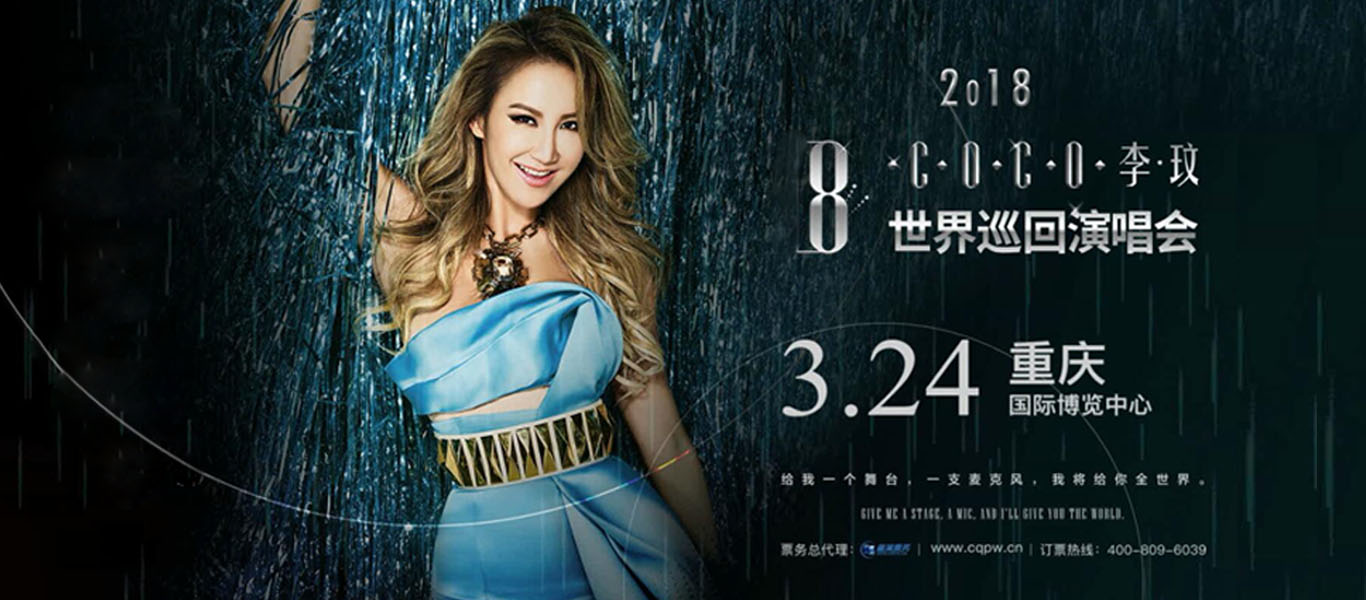 2018
18
·COCO·李·玟
世界巡回演唱会
3.24
重庆
国际博览中心
给我一个舞台，一支麦克风，我将给你全世界。
GIVE ME A STAGE, A MIC, AND I'LL GIVE YOU THE WORLD.
票务总代理： | www.cqpw.cn | 订票热线：400-809-6039